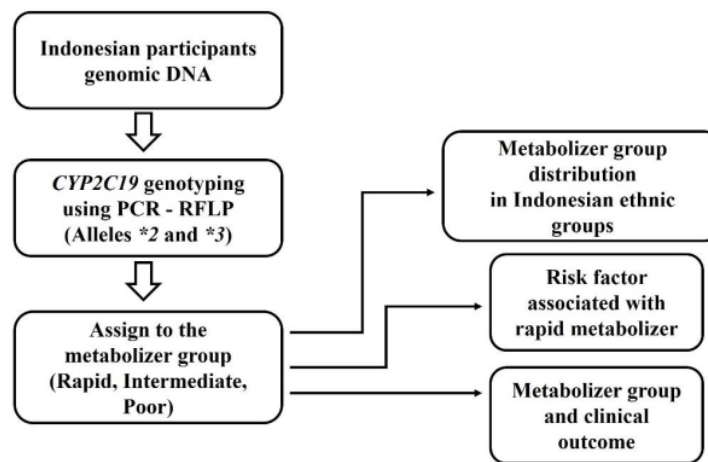 Indonesian participants
genomic DNA
CYP2C19 genotyping
using PCR - RFLP
(Alleles *2 and *3)
Assign to the
metabolizer group
(Rapid, Intermediate,
Poor)
Metabolizer group
distribution
in Indonesian ethnic
groups
Risk factor
associated with
rapid metabolizer
Metabolizer group
and clinical
outcome